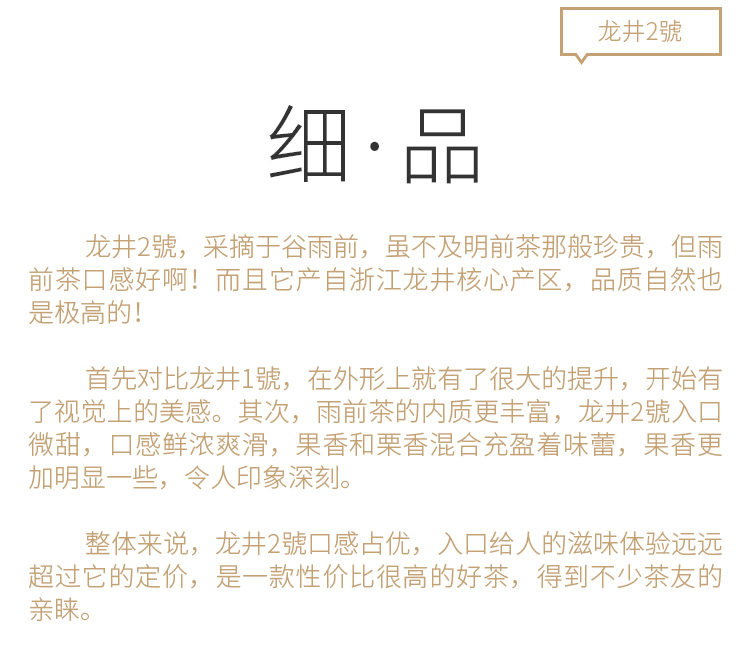 龙井2號
细·品
龙井2號，采摘于谷雨前，虽不及明前茶那般珍贵，但雨
前茶口感好啊！而且它产自浙江龙井核心产区，品质自然也
是极高的！
首先对比龙井1號，在外形上就有了很大的提升，开始有
了视觉上的美感。其次，雨前茶的内质更丰富，龙井2號入口
微甜，口感鲜浓爽滑，果香和栗香混合充盈着味蕾，果香更
加明显一些，令人印象深刻。
整体来说，龙井2號口感占优，入口给人的滋味体验远远
超过它的定价，是一款性价比很高的好茶，得到不少茶友的
亲睐。